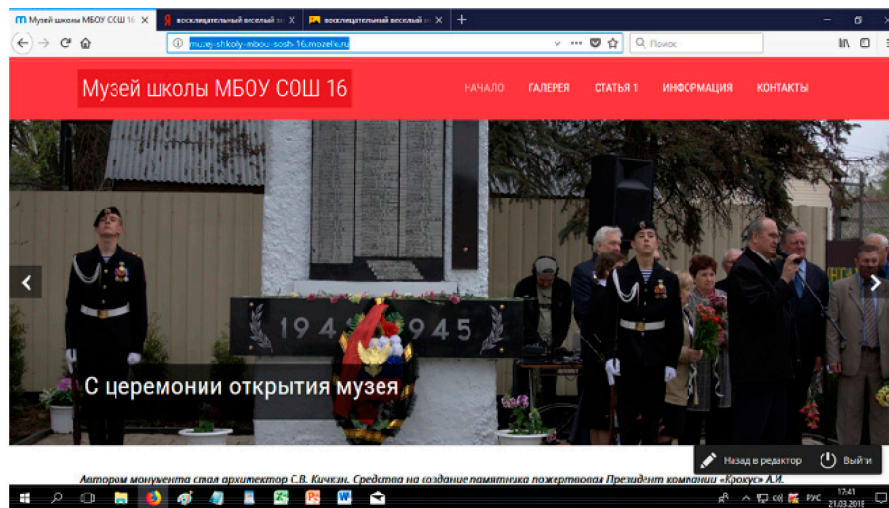 Музей школы МБОУ СОШ 16
восклицательный веселый
восклицательный веселый
muzej-shkoly-mbou-sosh-16.mozello.ru
Поиск
Музей школы МБОУ СОШ 16
НАЧАЛО ГАЛЕРЕЯ СТАТЬЯ 1 ИНФОРМАЦИЯ КОНТАКТЫ
194 945
С церемонии открытия музея
Назад в редактор Выйти
Автором монумента стал архитектор С.В. Кичкин. Средства на создание памятника пожертвовал Президент компании «Крокус» А.И.
РУС
17:41
21.03.2018